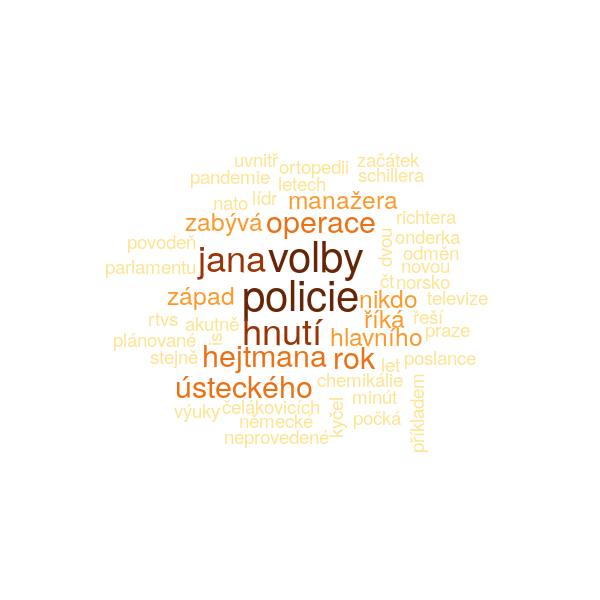 uvnitř
začátek
ortopedii
pandemie
schillera
letech
nato
lídr
manažera
zabývá
operace
richtera
povodeň
dvou
onderka
jana
volby
odměn
parlamentu
novou
čt
norsko
západ
policie
nikdo
televize
rtvs
akutně
hnutí
říká
řeší
plánované
is
hlavního
praze
stejně
hejtmana
rok
let
poslance
ústeckého
chemikálie
výuky
čelákovicích
kyčel
minút
příkladem
německé
počká
neprovedené